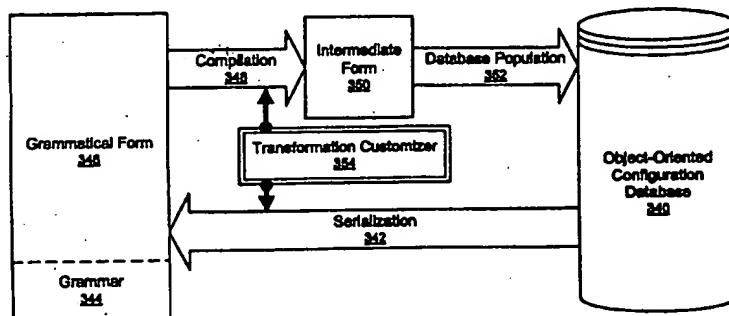 Compilation
348
Intermediate
Form
350
Database Population
352
Grammatical Form
346
Transformation Customizer
354
Object-Oriented
Configuration
Database
340
Serialization
342
Grammar
344